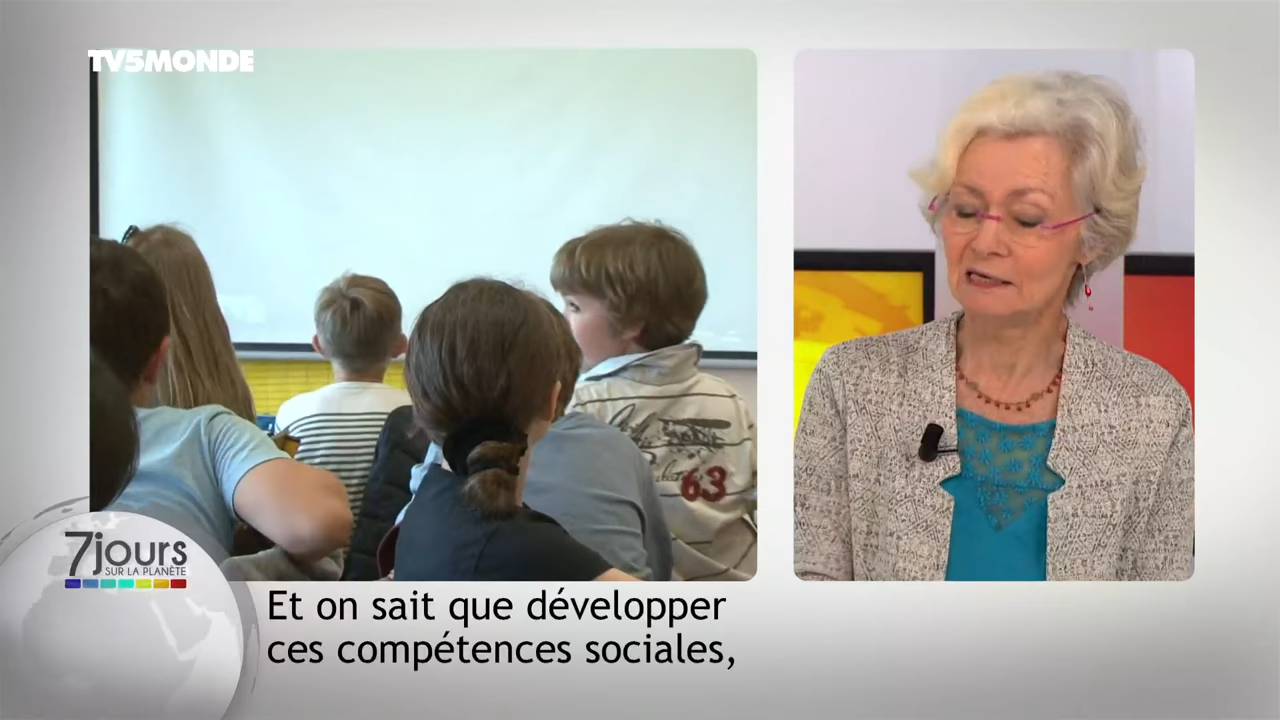 TV5MONDE
63
7jours
SUR LA PLANÈTE
Et on sait que développer
ces compétences sociales,